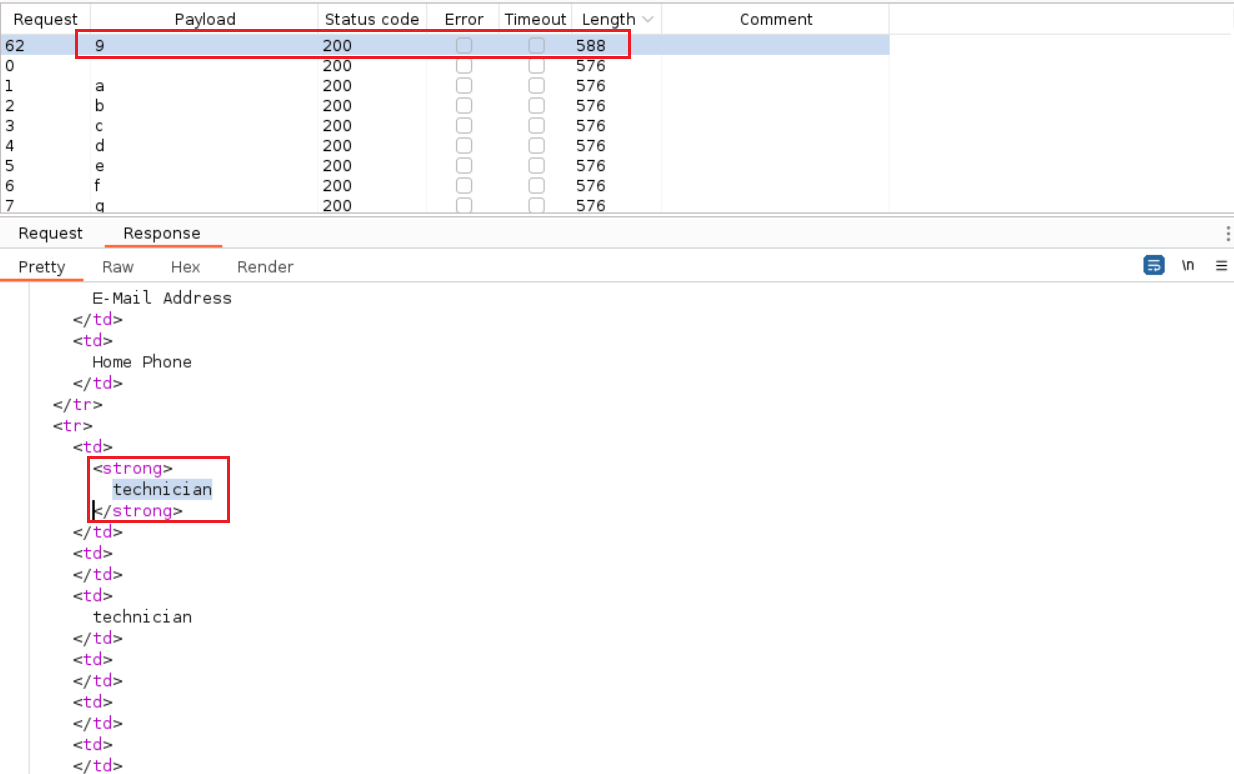 Request Payload Status code Error Timeout Length Comment
62 9 200 588
0 200 576
1 a 200 576
2 b 200 576
3 c 200 576
4 d 200 576
5 e 200 576
6 f 200 576
7 g 200 576
Request Response
Pretty Raw Hex Render \n
E-Mail Address
</td>
<td>
Home Phone
</td>
</tr>
<tr>
<td>
<strong>
technician
</strong>
</td>
<td>
</td>
<td>
technician
</td>
<td>
</td>
<td>
</td>
<td>
</td>